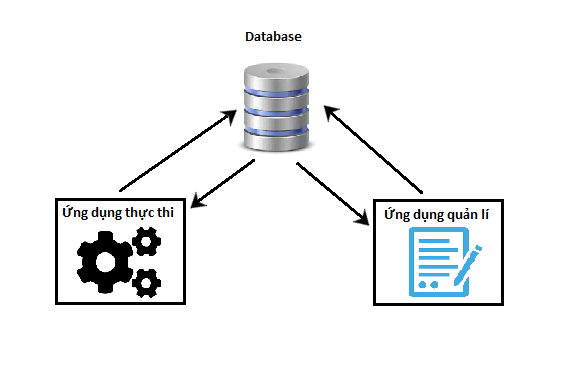 Database
Ứng dụng thực thi
Ứng dụng quản lí